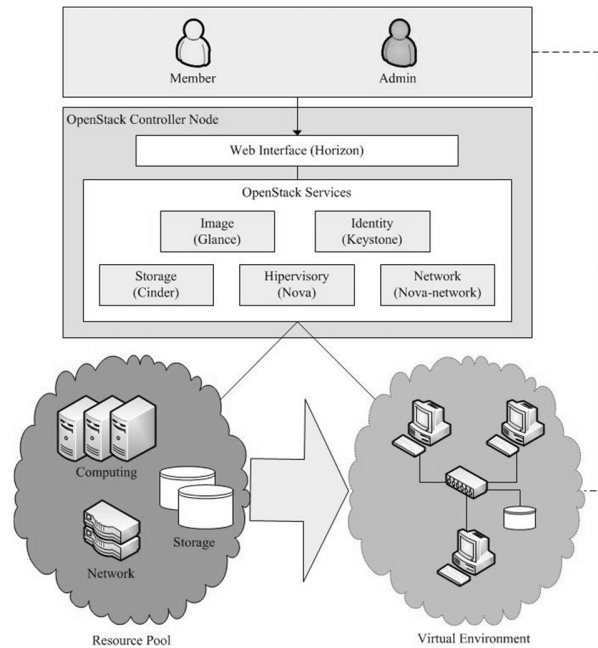 Member
Admin
OpenStack Controller Node
Web Interface (Horizon)
OpenStack Services
Image
(Glance)
Identity
(Keystone)
Storage
(Cinder)
Hipervisory
(Nova)
Network
(Nova-network)
Computing
Storage
Network
Resource Pool
Virtual Environment